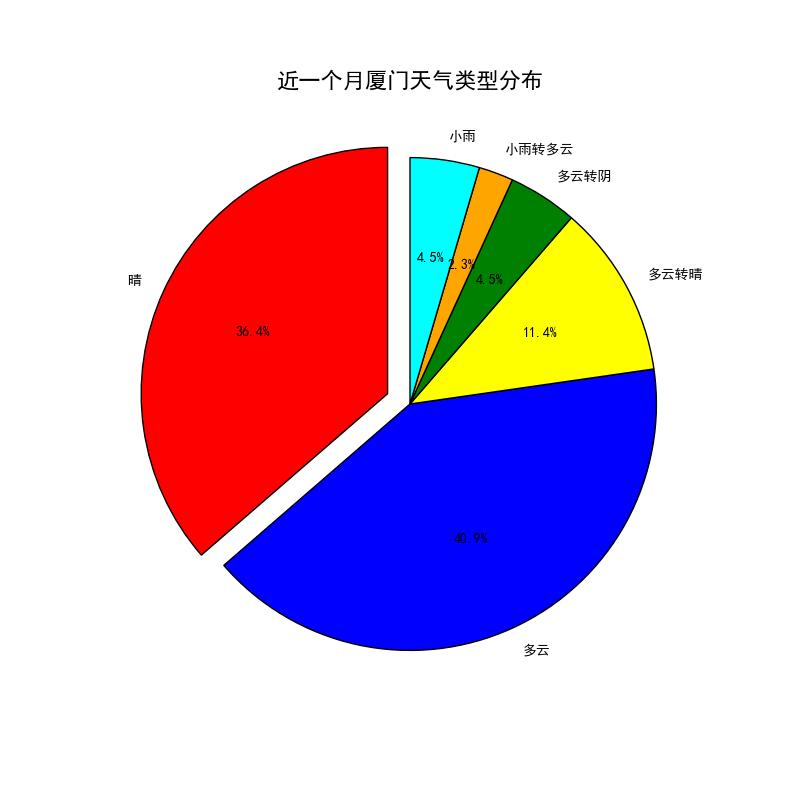 近一个月厦门天气类型分布
小雨
小雨转多云
多云转阴
多云转晴
晴
多云
4.5%
2.3%
4.5%
11.4%
36.4%
40.9%